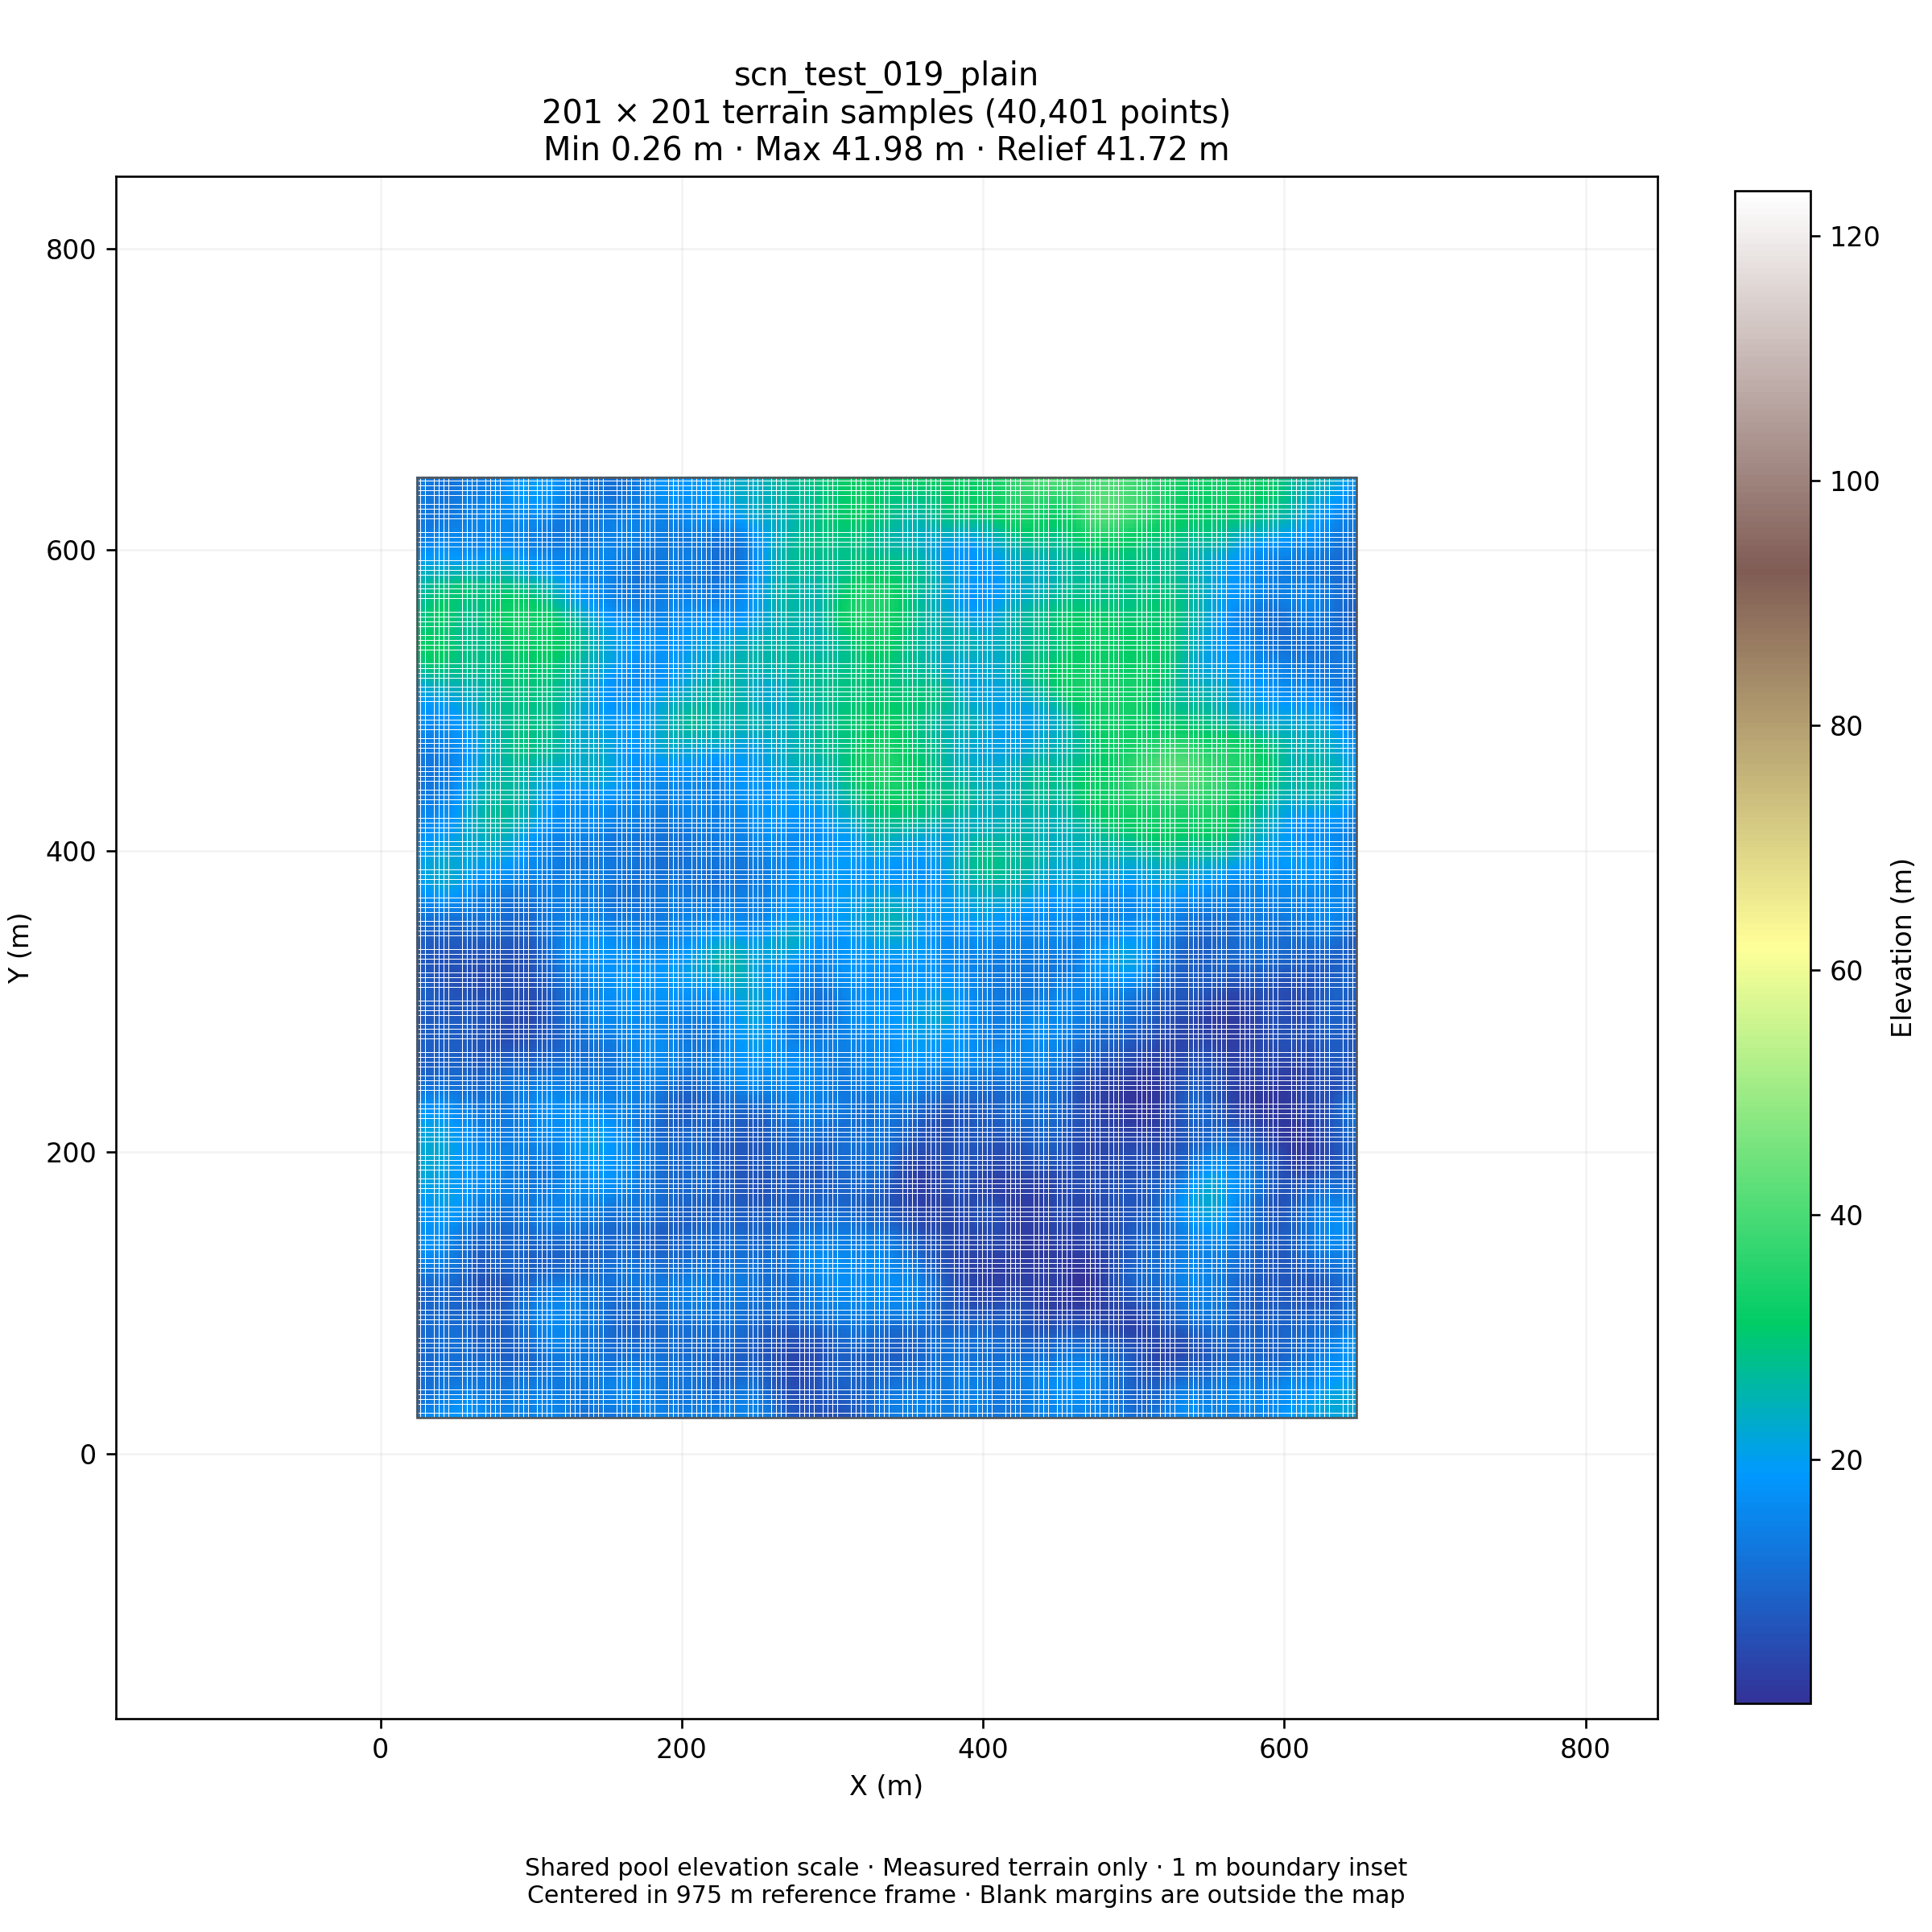 scn_test_019_plain
201 × 201 terrain samples (40,401 points)
Min 0.26 m · Max 41.98 m · Relief 41.72 m
800
600
400
200
0
Y (m)
0
200
400
600
800
X (m)
120
100
80
60
40
20
Elevation (m)
Shared pool elevation scale · Measured terrain only · 1 m boundary inset
Centered in 975 m reference frame · Blank margins are outside the map